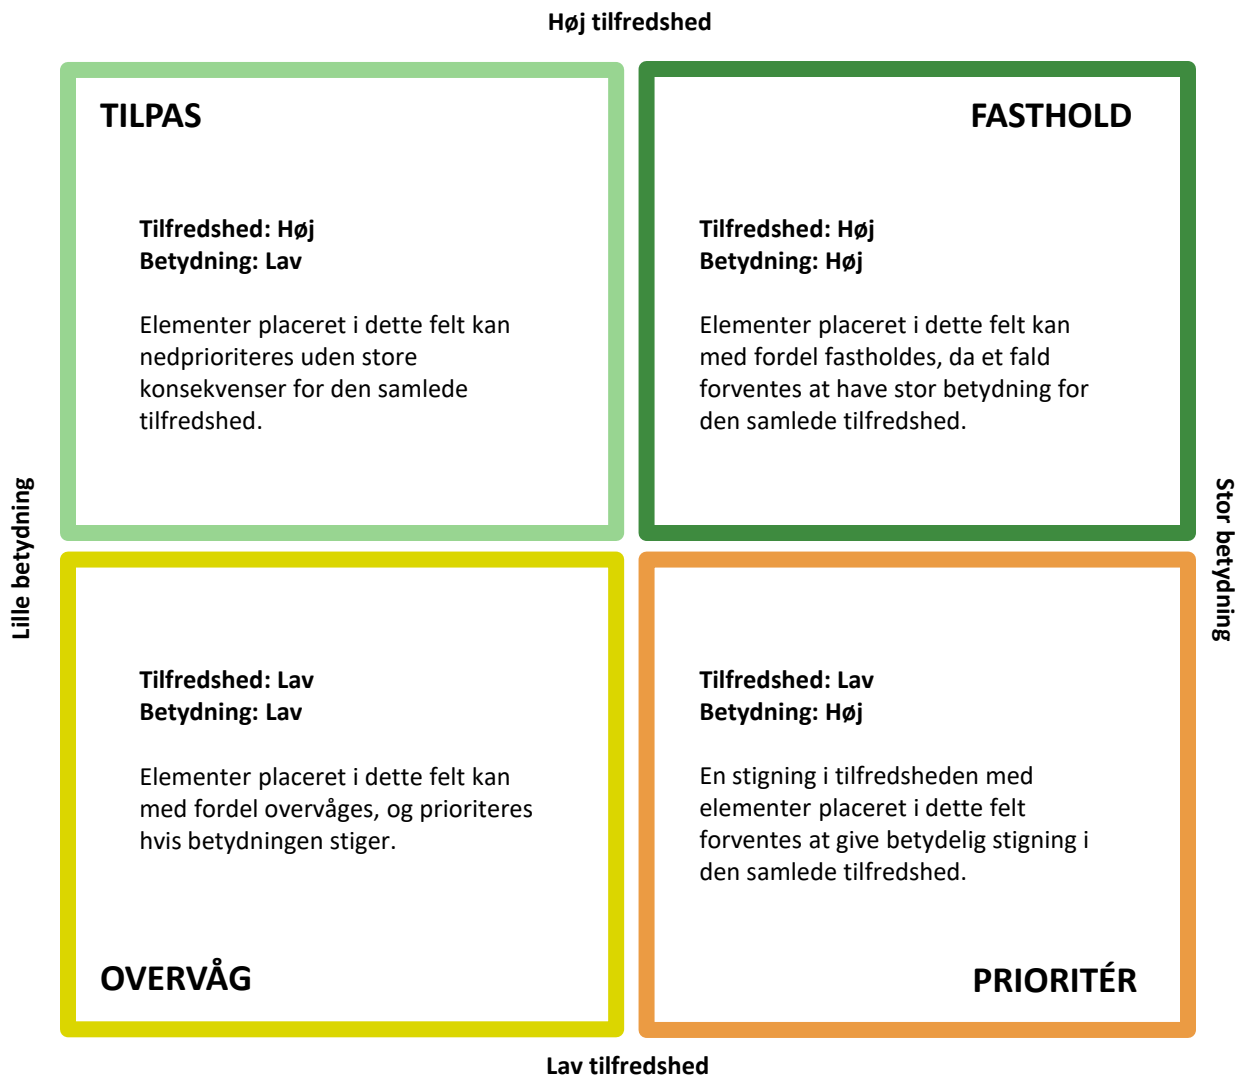 Høj tilfredshed
TILPAS
FASTHOLD
Tilfredshed: Høj
Betydning: Lav
Elementer placeret i dette felt kan
nedprioriteres uden store
konsekvenser for den samlede
tilfredshed.
Tilfredshed: Høj
Betydning: Høj
Elementer placeret i dette felt kan
med fordel fastholdes, da et fald
forventes at have stor betydning for
den samlede tilfredshed.
Lille betydning
Stor betydning
Tilfredshed: Lav
Betydning: Lav
Elementer placeret i dette felt kan
med fordel overvåges, og prioriteres
hvis betydningen stiger.
OVERVÅG
Tilfredshed: Lav
Betydning: Høj
En stigning i tilfredsheden med
elementer placeret i dette felt
forventes at give betydelig stigning i
den samlede tilfredshed.
PRIORITÉR
Lav tilfredshed